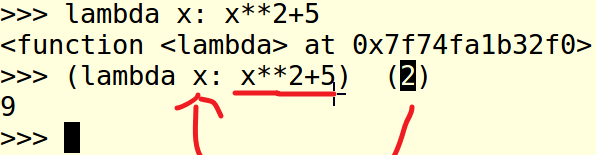 >>> lambda x: x**2+5
<function <lambda> at 0x7f74fa1b32f0>
>>> (lambda x: x**2+5) (2)
9
>>>